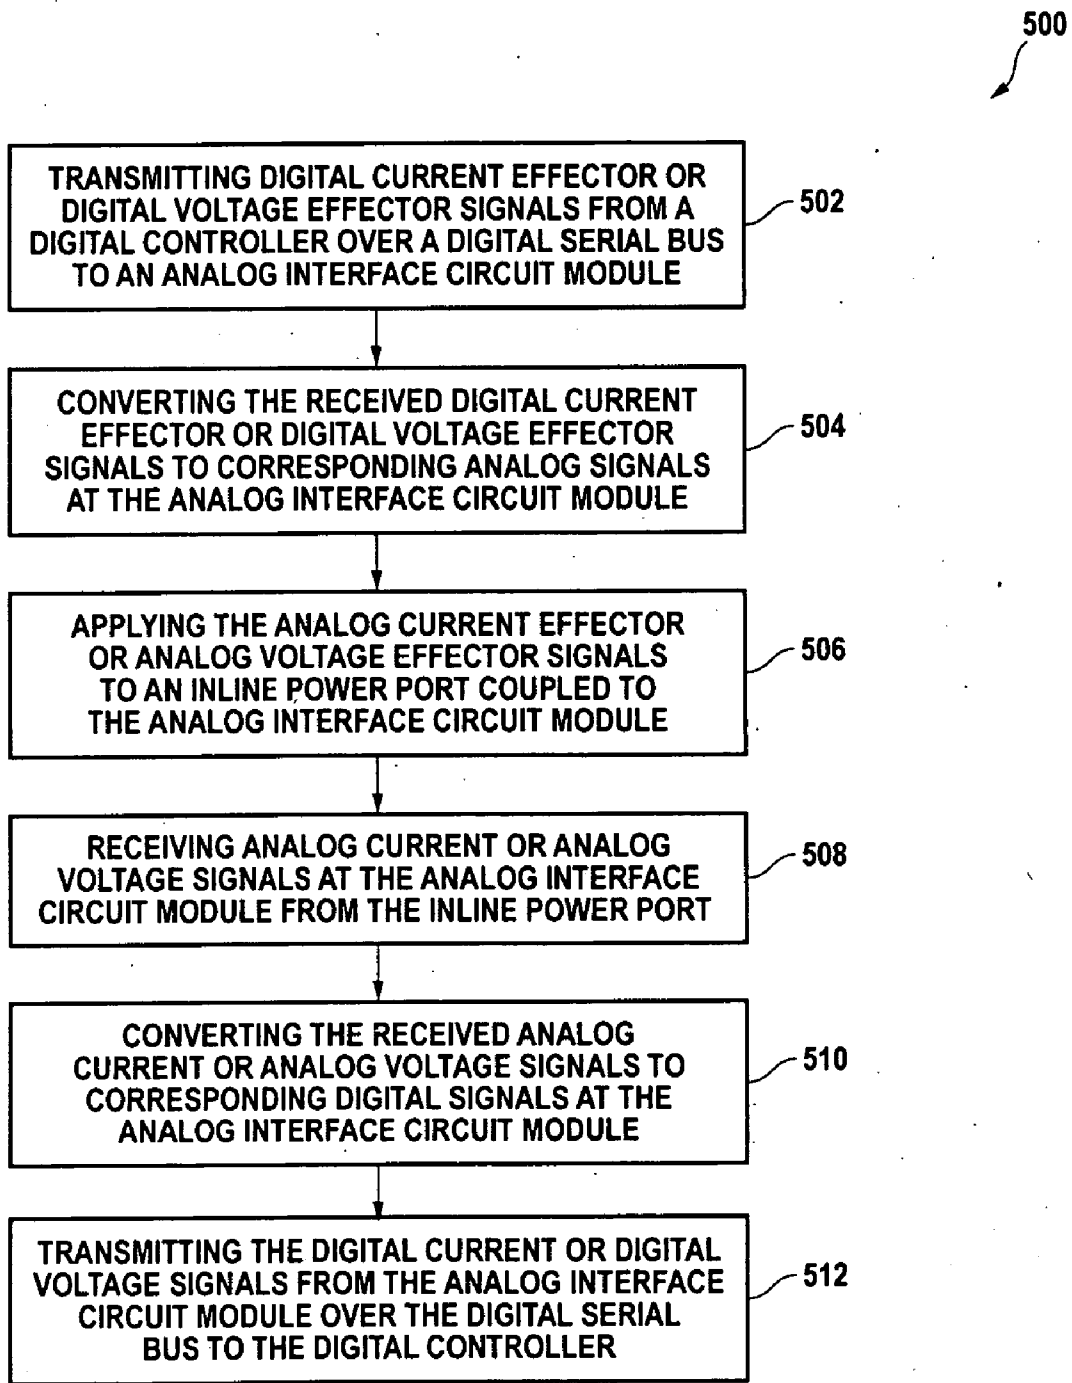 500
TRANSMITTING DIGITAL CURRENT EFFECTOR OR
DIGITAL VOLTAGE EFFECTOR SIGNALS FROM A
DIGITAL CONTROLLER OVER A DIGITAL SERIAL BUS
TO AN ANALOG INTERFACE CIRCUIT MODULE
502
CONVERTING THE RECEIVED DIGITAL CURRENT
EFFECTOR OR DIGITAL VOLTAGE EFFECTOR
SIGNALS TO CORRESPONDING ANALOG SIGNALS
AT THE ANALOG INTERFACE CIRCUIT MODULE
504
APPLYING THE ANALOG CURRENT EFFECTOR
OR ANALOG VOLTAGE EFFECTOR SIGNALS
TO AN INLINE POWER PORT COUPLED TO
THE ANALOG INTERFACE CIRCUIT MODULE
506
RECEIVING ANALOG CURRENT OR ANALOG
VOLTAGE SIGNALS AT THE ANALOG INTERFACE
CIRCUIT MODULE FROM THE INLINE POWER PORT
508
CONVERTING THE RECEIVED ANALOG
CURRENT OR ANALOG VOLTAGE SIGNALS TO
CORRESPONDING DIGITAL SIGNALS AT THE
ANALOG INTERFACE CIRCUIT MODULE
510
TRANSMITTING THE DIGITAL CURRENT OR DIGITAL
VOLTAGE SIGNALS FROM THE ANALOG INTERFACE
CIRCUIT MODULE OVER THE DIGITAL SERIAL
BUS TO THE DIGITAL CONTROLLER
512